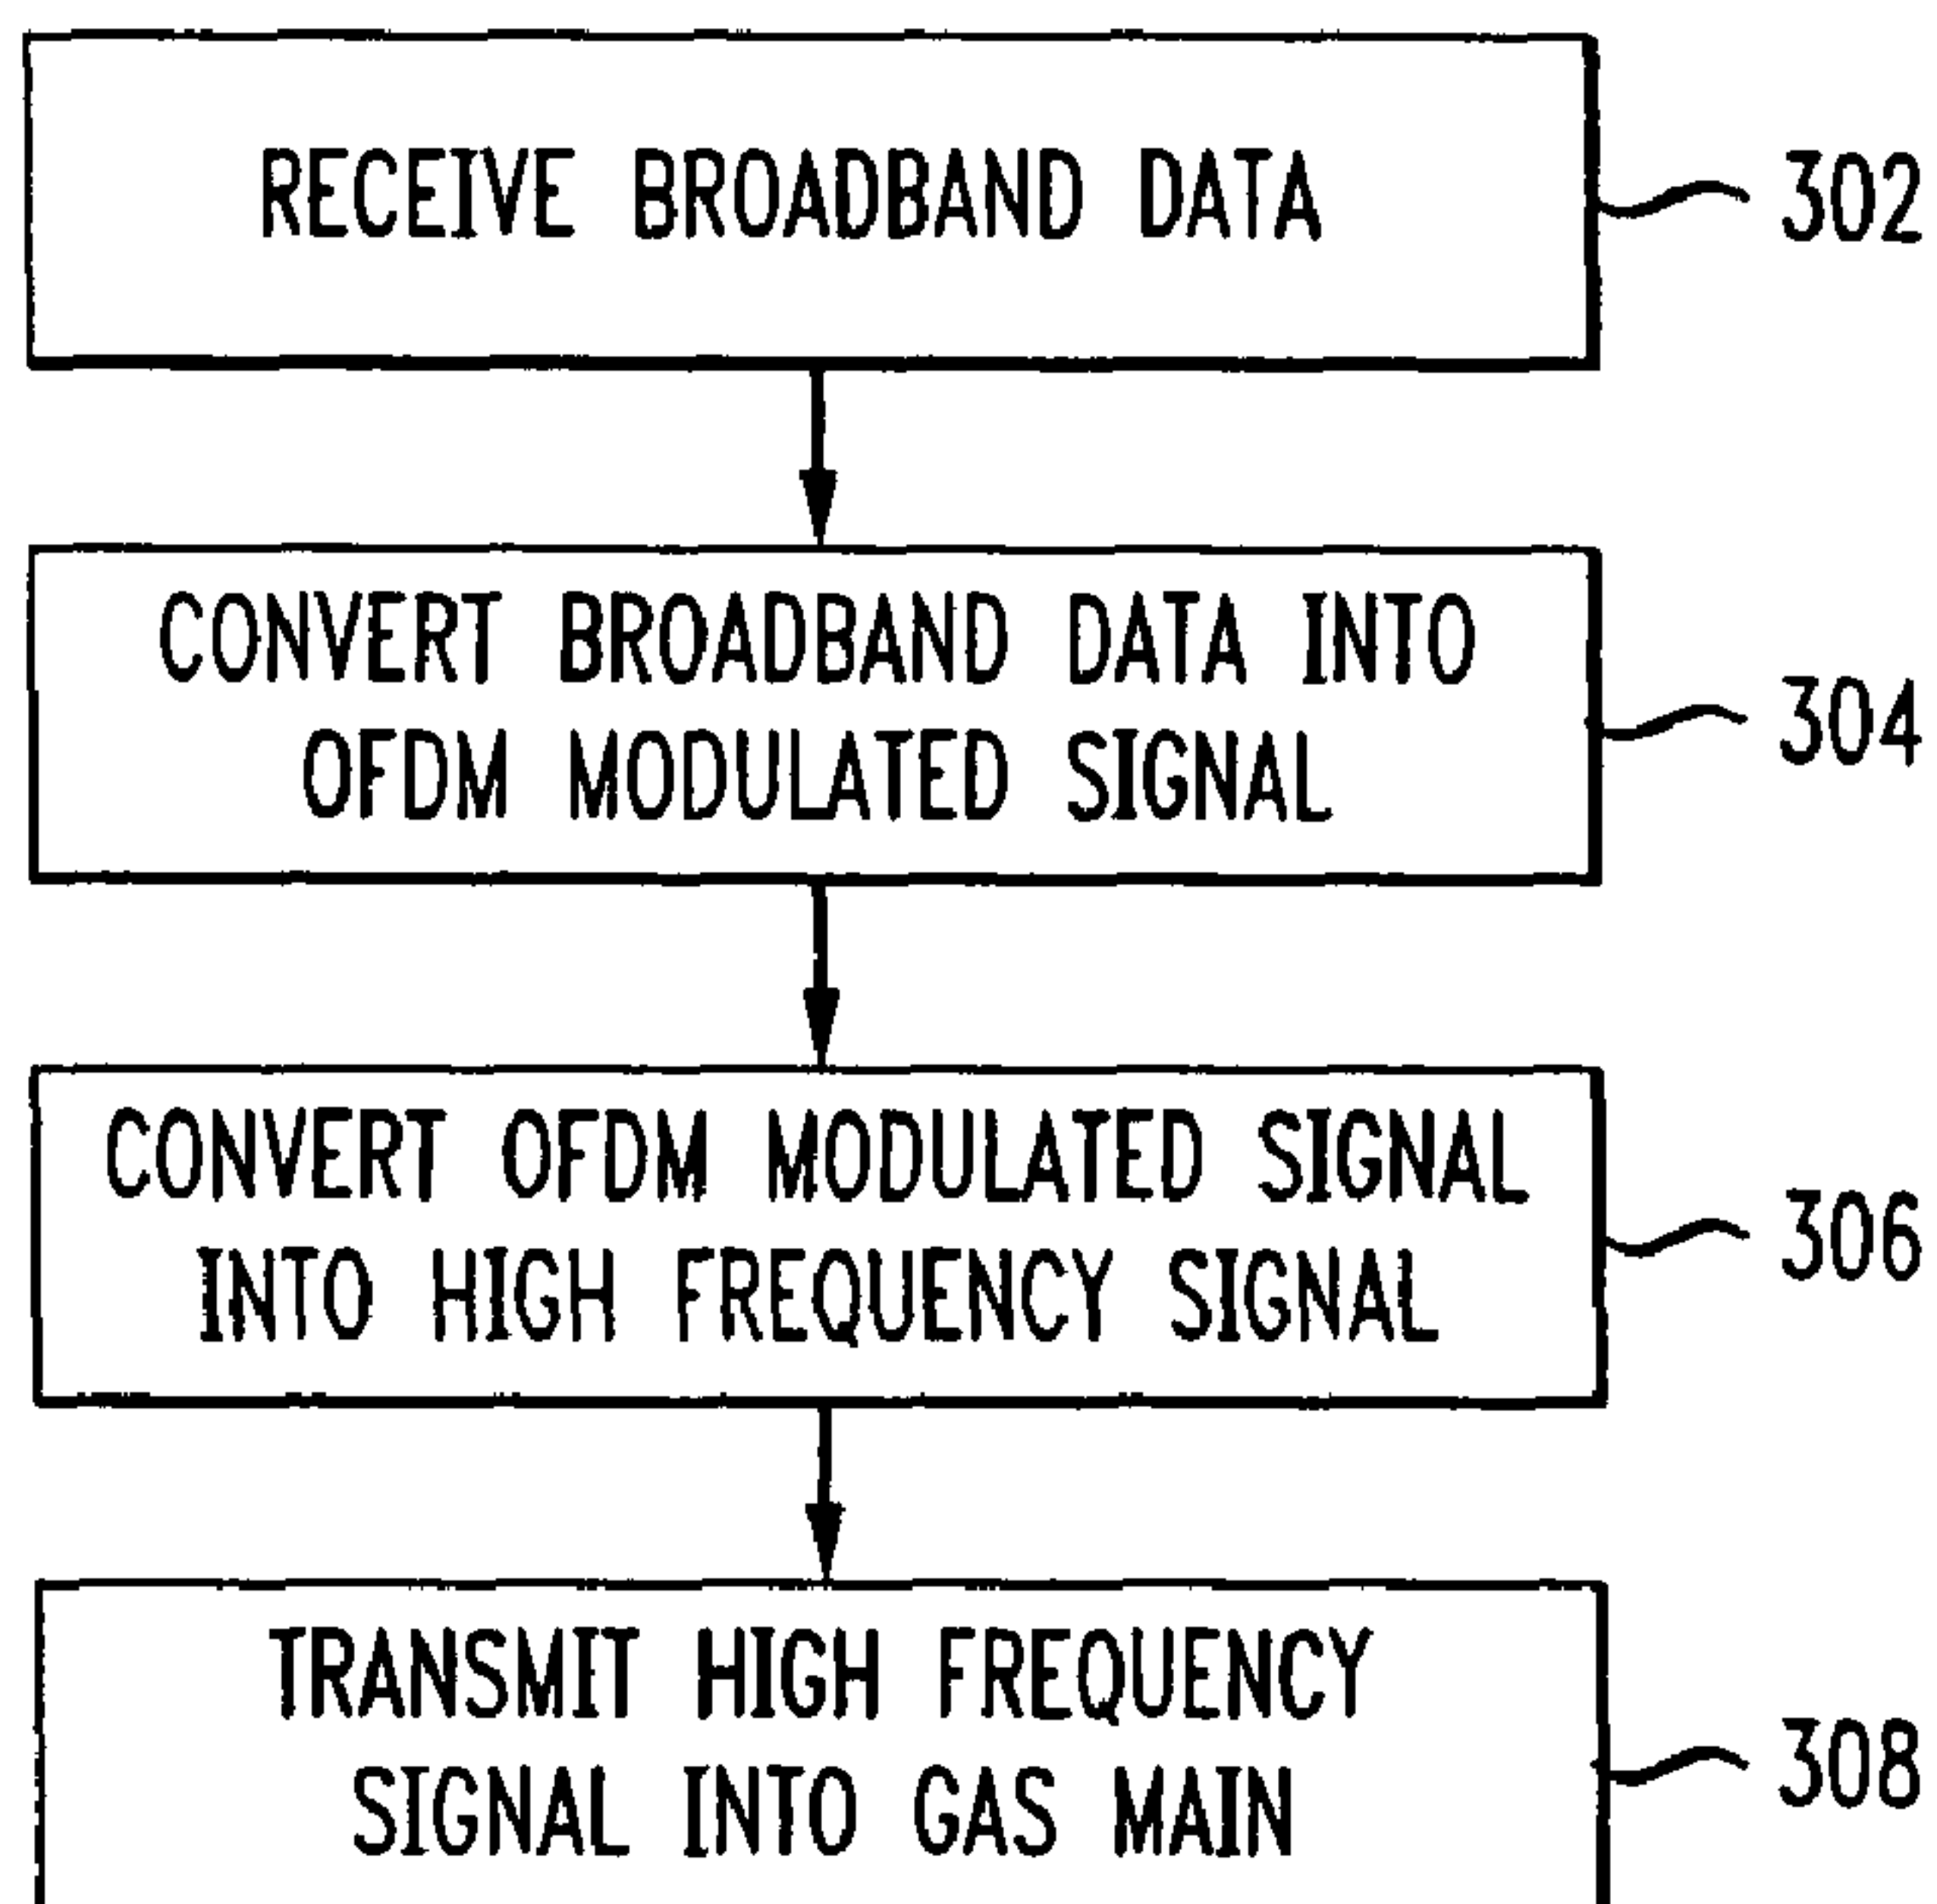 RECEIVE BROADBAND DATA
302
CONVERT BROADBAND DATA INTO
OFDM MODULATED SIGNAL
304
CONVERT OFDM MODULATED SIGNAL
INTO HIGH FREQUENCY SIGNAL
306
TRANSMIT HIGH FREQUENCY
SIGNAL INTO GAS MAIN
308